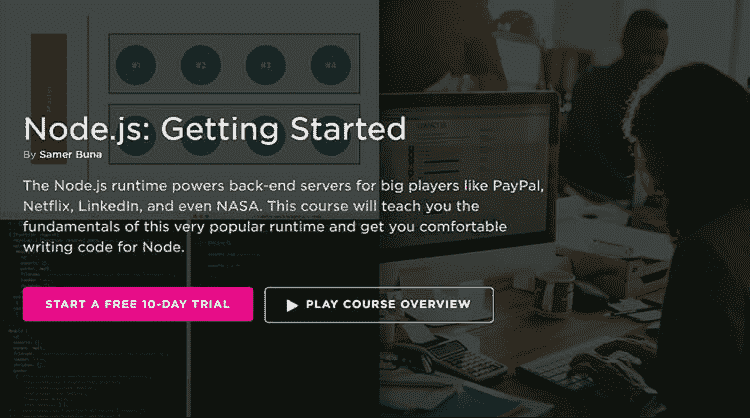 #1 #2 #3 #4
Node.js: Getting Started
By Samer Buna
The Node.js runtime powers back-end servers for big players like PayPal,
Netflix, LinkedIn, and even NASA. This course will teach you the
fundamentals of this very popular runtime and get you comfortable
writing code for Node.
START A FREE 10-DAY TRIAL
PLAY COURSE OVERVIEW